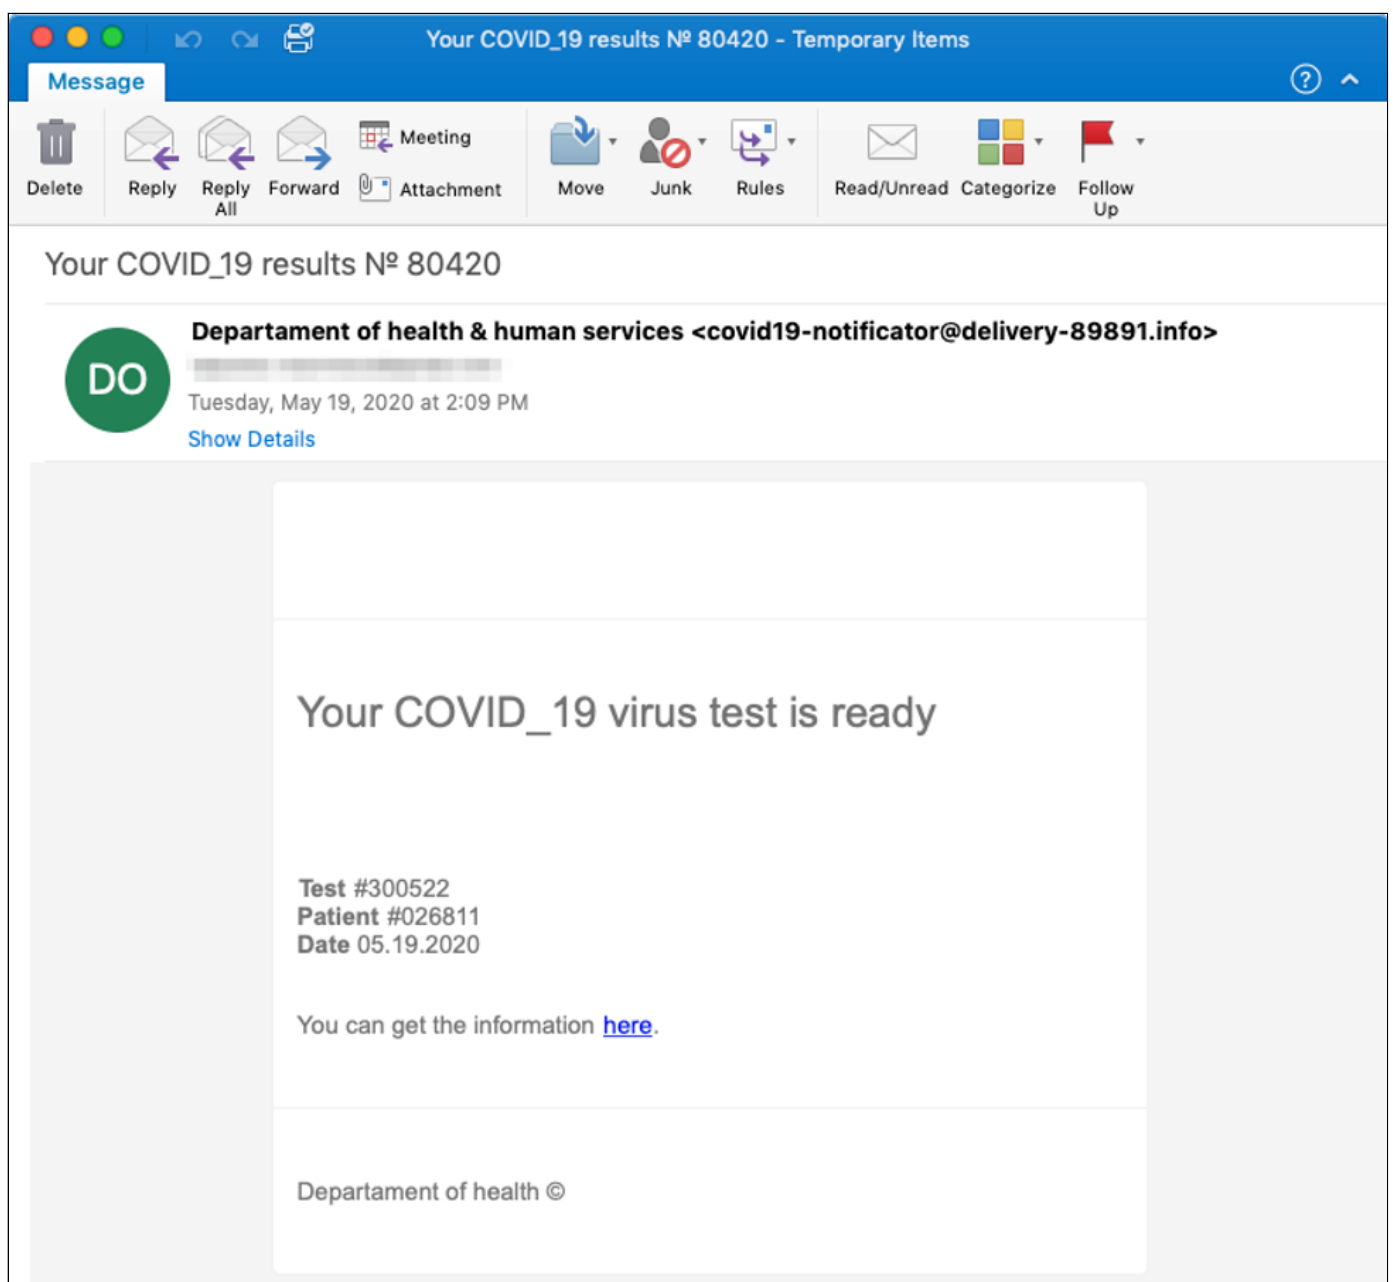 Your COVID_19 results № 80420 - Temporary Items
Message
?
Delete
Reply
Reply All
Forward
Meeting
Attachment
Move
Junk
Rules
Read/Unread
Categorize
Follow Up
Your COVID_19 results № 80420
DO
Departament of health & human services <covid19-notificator@delivery-89891.info>
Tuesday, May 19, 2020 at 2:09 PM
Show Details
Your COVID_19 virus test is ready
Test #300522
Patient #026811
Date 05.19.2020
You can get the information here.
Departament of health ©